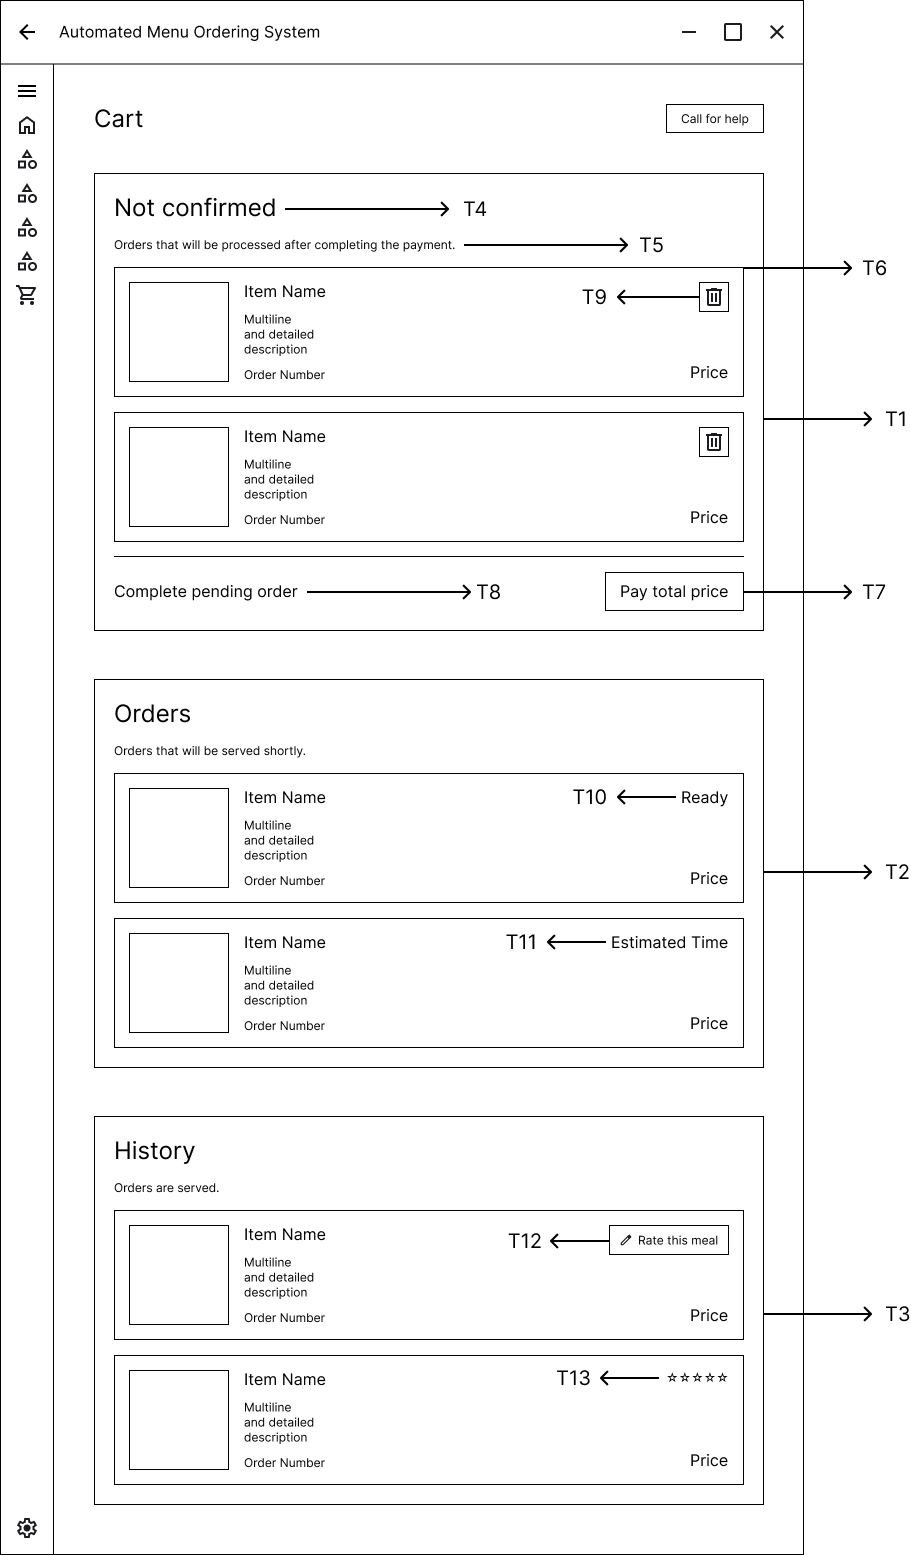 Automated Menu Ordering System
Cart
Call for help
Not confirmed
T4
Orders that will be processed after completing the payment.
T5
T6
Item Name
T9
Multiline
and detailed
description
Order Number
Price
T1
Item Name
Multiline
and detailed
description
Order Number
Price
Complete pending order
T8
Pay total price
T7
Orders
Orders that will be served shortly.
Item Name
T10
Ready
Multiline
and detailed
description
Order Number
Price
T2
Item Name
T11
Estimated Time
Multiline
and detailed
description
Order Number
Price
History
Orders are served.
Item Name
T12
Rate this meal
Multiline
and detailed
description
Order Number
Price
T3
Item Name
T13
Multiline
and detailed
description
Order Number
Price